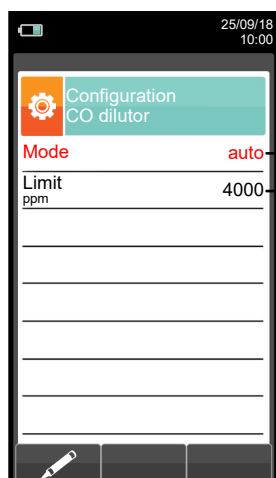 25/09/18
10:00
Configuration
CO dilutor
Mode auto
Limit 4000
ppm